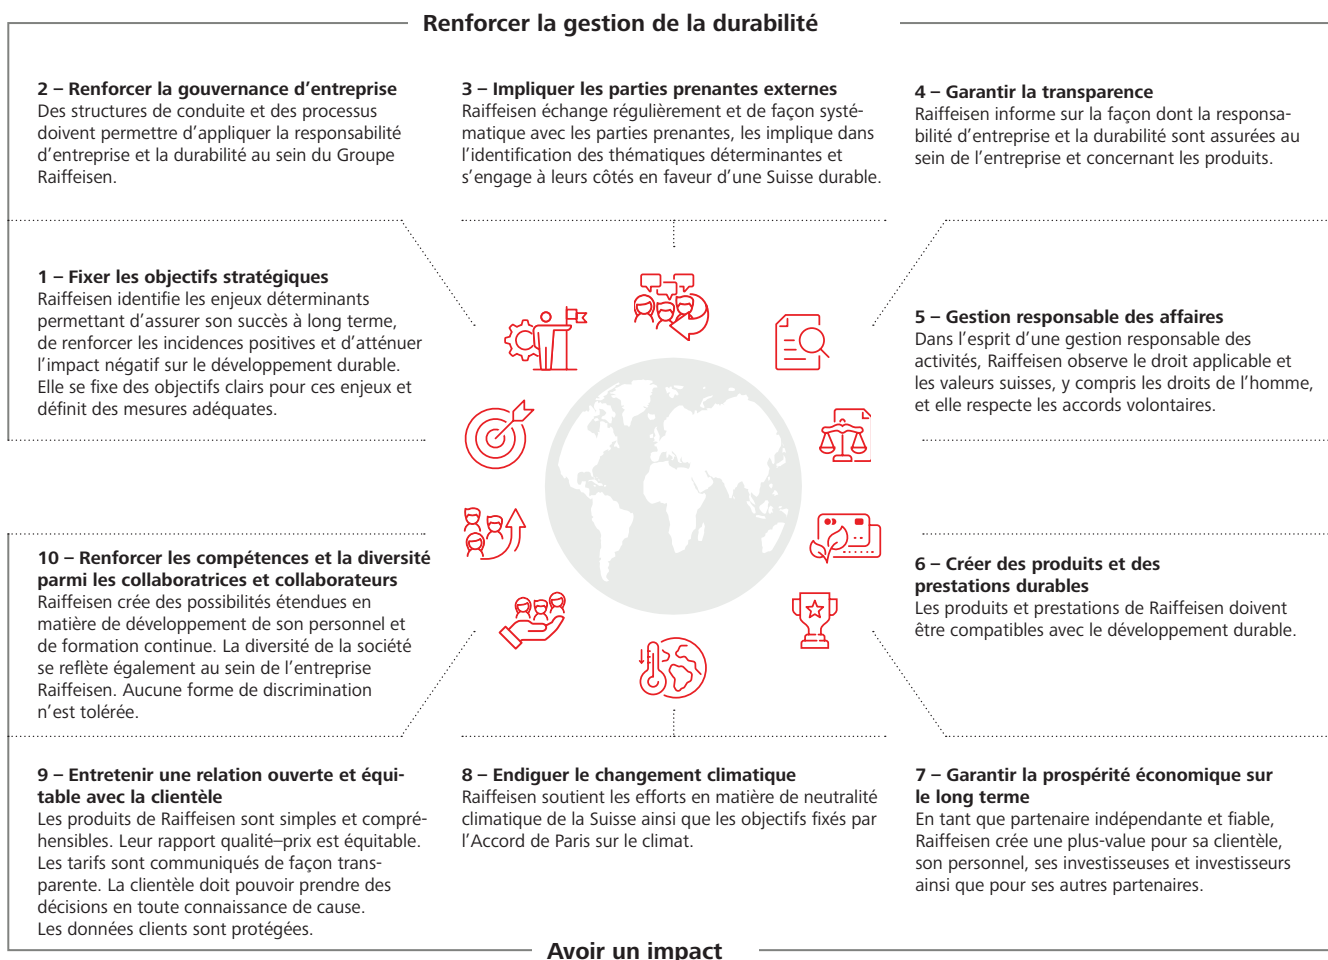 Renforcer la gestion de la durabilité
2 – Renforcer la gouvernance d’entreprise
Des structures de conduite et des processus
doivent permettre d’appliquer la responsabilité
d’entreprise et la durabilité au sein du Groupe
Raiffeisen.
3 – Impliquer les parties prenantes externes
Raiffeisen échange régulièrement et de façon systé-
matique avec les parties prenantes, les implique dans
l’identification des thématiques déterminantes et
s’engage à leurs côtés en faveur d’une Suisse durable.
4 – Garantir la transparence
Raiffeisen informe sur la façon dont la responsa-
bilité d’entreprise et la durabilité sont assurées au
sein de l’entreprise et concernant les produits.
1 – Fixer les objectifs stratégiques
Raiffeisen identifie les enjeux déterminants
permettant d’assurer son succès à long terme,
de renforcer les incidences positives et d’atténuer
l’impact négatif sur le développement durable.
Elle se fixe des objectifs clairs pour ces enjeux et
définit des mesures adéquates.
5 – Gestion responsable des affaires
Dans l’esprit d’une gestion responsable des
activités, Raiffeisen observe le droit applicable et
les valeurs suisses, y compris les droits de l’homme,
et elle respecte les accords volontaires.
10 – Renforcer les compétences et la diversité
parmi les collaboratrices et collaborateurs
Raiffeisen crée des possibilités étendues en
matière de développement de son personnel et
de formation continue. La diversité de la société
se reflète également au sein de l’entreprise
Raiffeisen. Aucune forme de discrimination
n’est tolérée.
6 – Créer des produits et des
prestations durables
Les produits et prestations de Raiffeisen doivent
être compatibles avec le développement durable.
9 – Entretenir une relation ouverte et équi-
table avec la clientèle
Les produits de Raiffeisen sont simples et compré-
hensibles. Leur rapport qualité–prix est équitable.
Les tarifs sont communiqués de façon trans-
parente. La clientèle doit pouvoir prendre des
décisions en toute connaissance de cause.
Les données clients sont protégées.
8 – Endiguer le changement climatique
Raiffeisen soutient les efforts en matière de neutralité
climatique de la Suisse ainsi que les objectifs fixés par
l’Accord de Paris sur le climat.
7 – Garantir la prospérité économique sur
le long terme
En tant que partenaire indépendante et fiable,
Raiffeisen crée une plus-value pour sa clientèle,
son personnel, ses investisseuses et investisseurs
ainsi que pour ses autres partenaires.
Avoir un impact